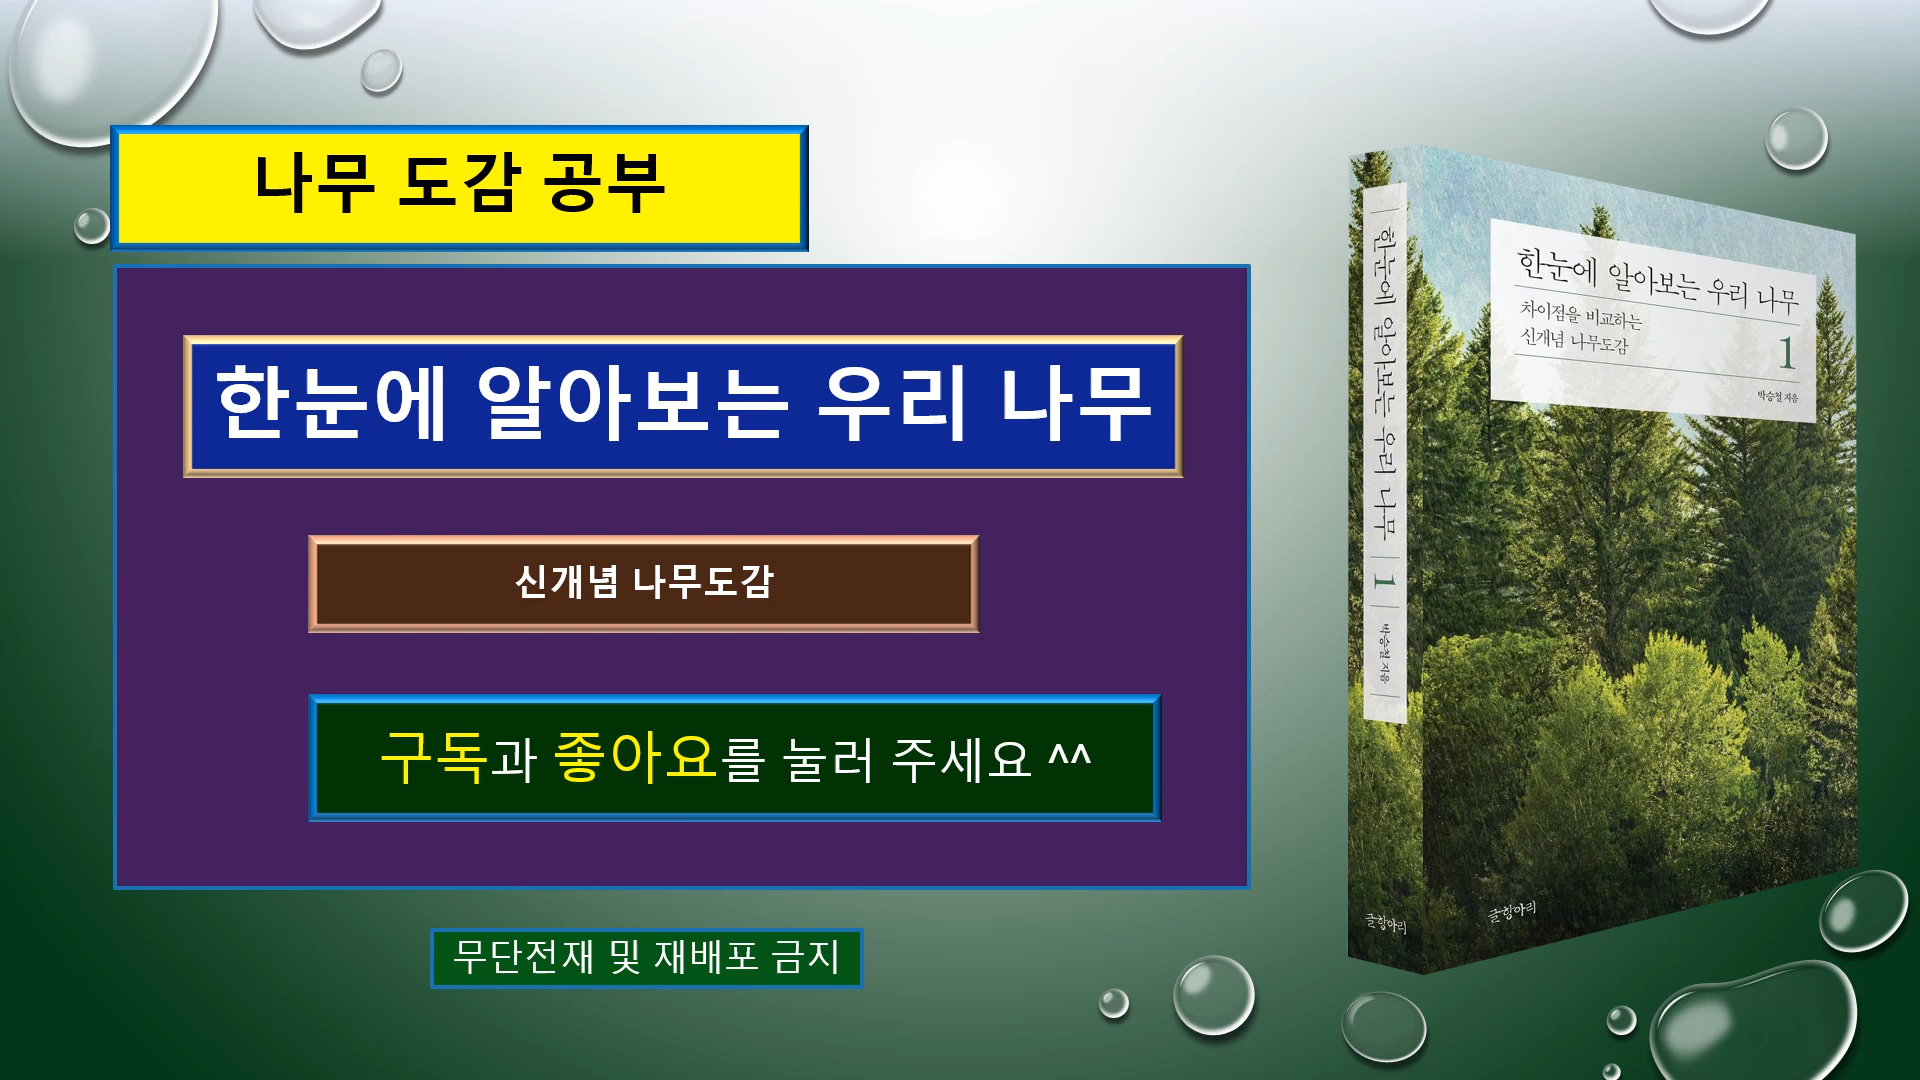 나무 도감 공부
한눈에 알아보는 우리 나무
신개념 나무도감
구독과 좋아요를 눌러 주세요 ^^
무단전재 및 재배포 금지
한눈에 알아보는 우리 나무
1
박승철 지음
글항아리
한눈에 알아보는 우리 나무
차이점을 비교하는
신개념 나무도감
1
박승철 지음
글항아리